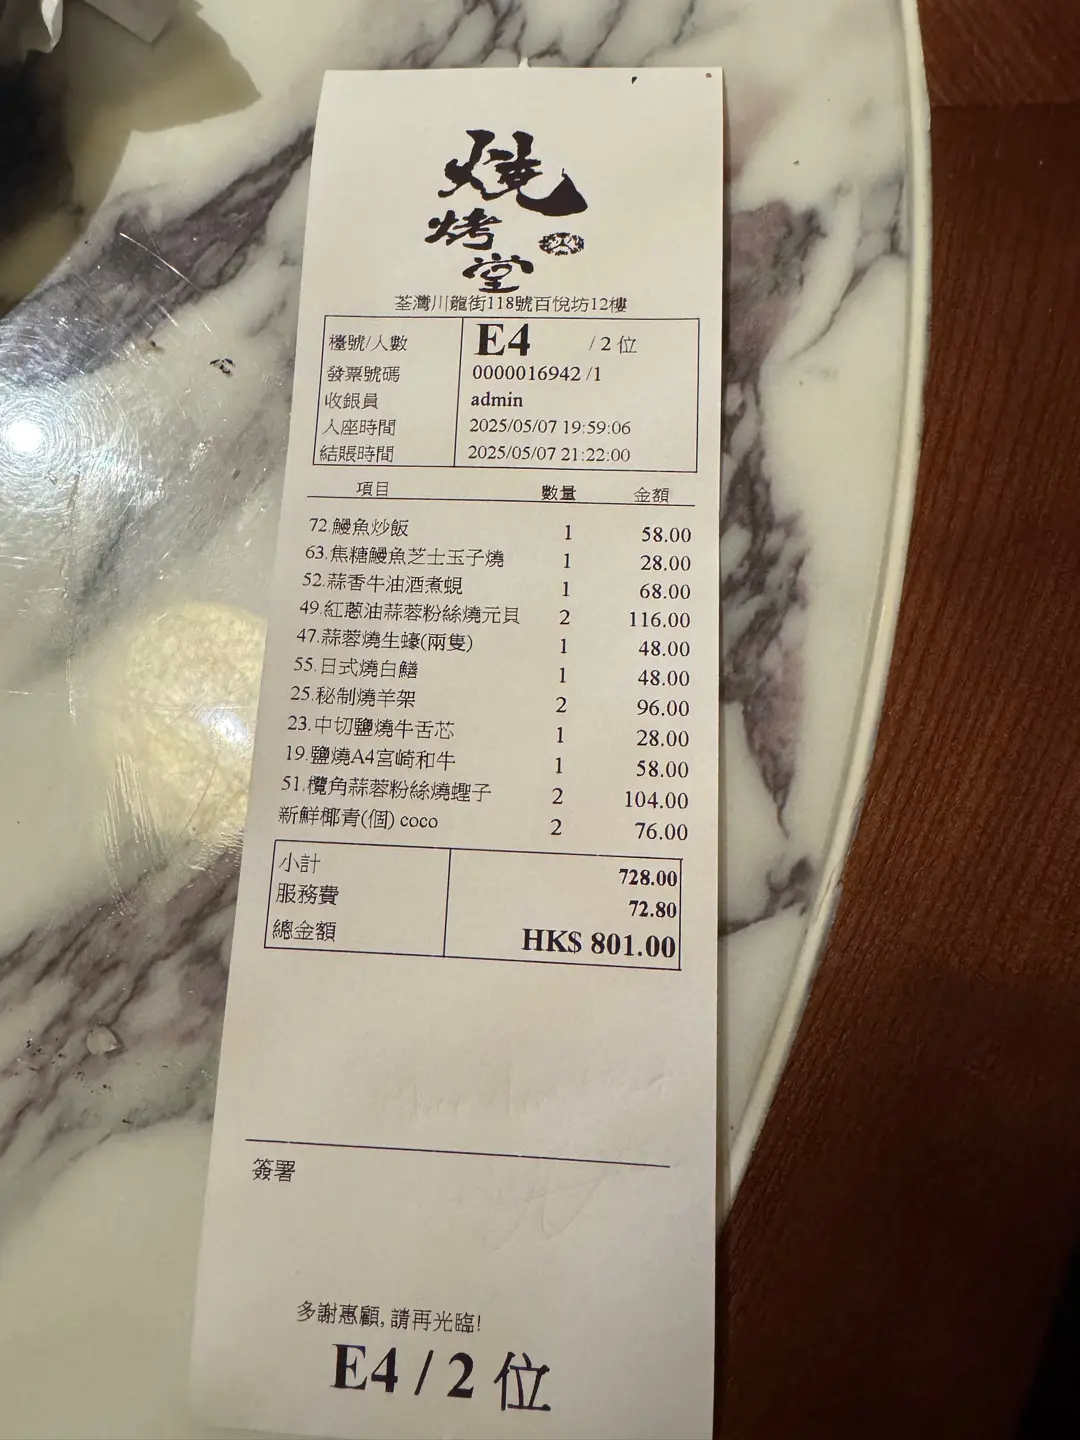 燒
烤
堂
荃灣川龍街118號百悅坊12樓
檯號/人數 E4 / 2 位
發票號碼 0000016942 /1
收銀員 admin
入座時間 2025/05/07 19:59:06
結賬時間 2025/05/07 21:22:00
項目 數量 金額
72.鰻魚炒飯 1 58.00
63.焦糖鰻魚芝士玉子燒 1 28.00
52.蒜香牛油酒煮蜆 1 68.00
49.紅蔥油蒜蓉粉絲燒元貝 2 116.00
47.蒜蓉燒生蠔(兩隻) 1 48.00
55.日式燒白鱔 1 48.00
25.秘制燒羊架 2 96.00
23.中切鹽燒牛舌芯 1 28.00
19.鹽燒A4宮崎和牛 1 58.00
51.欖角蒜蓉粉絲燒蟶子 2 104.00
新鮮椰青(個) coco 2 76.00
小計 728.00
服務費 72.80
總金額 HK$ 801.00
簽署
多謝惠顧, 請再光臨!
E4 / 2 位